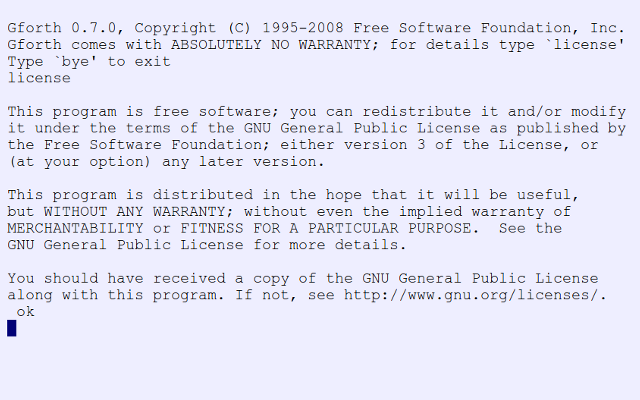 Gforth 0.7.0, Copyright (C) 1995-2008 Free Software Foundation, Inc.
Gforth comes with ABSOLUTELY NO WARRANTY; for details type `license'
Type `bye' to exit
license
This program is free software; you can redistribute it and/or modify
it under the terms of the GNU General Public License as published by
the Free Software Foundation; either version 3 of the License, or
(at your option) any later version.
This program is distributed in the hope that it will be useful,
but WITHOUT ANY WARRANTY; without even the implied warranty of
MERCHANTABILITY or FITNESS FOR A PARTICULAR PURPOSE.  See the
GNU General Public License for more details.
You should have received a copy of the GNU General Public License
along with this program. If not, see http://www.gnu.org/licenses/.
 ok